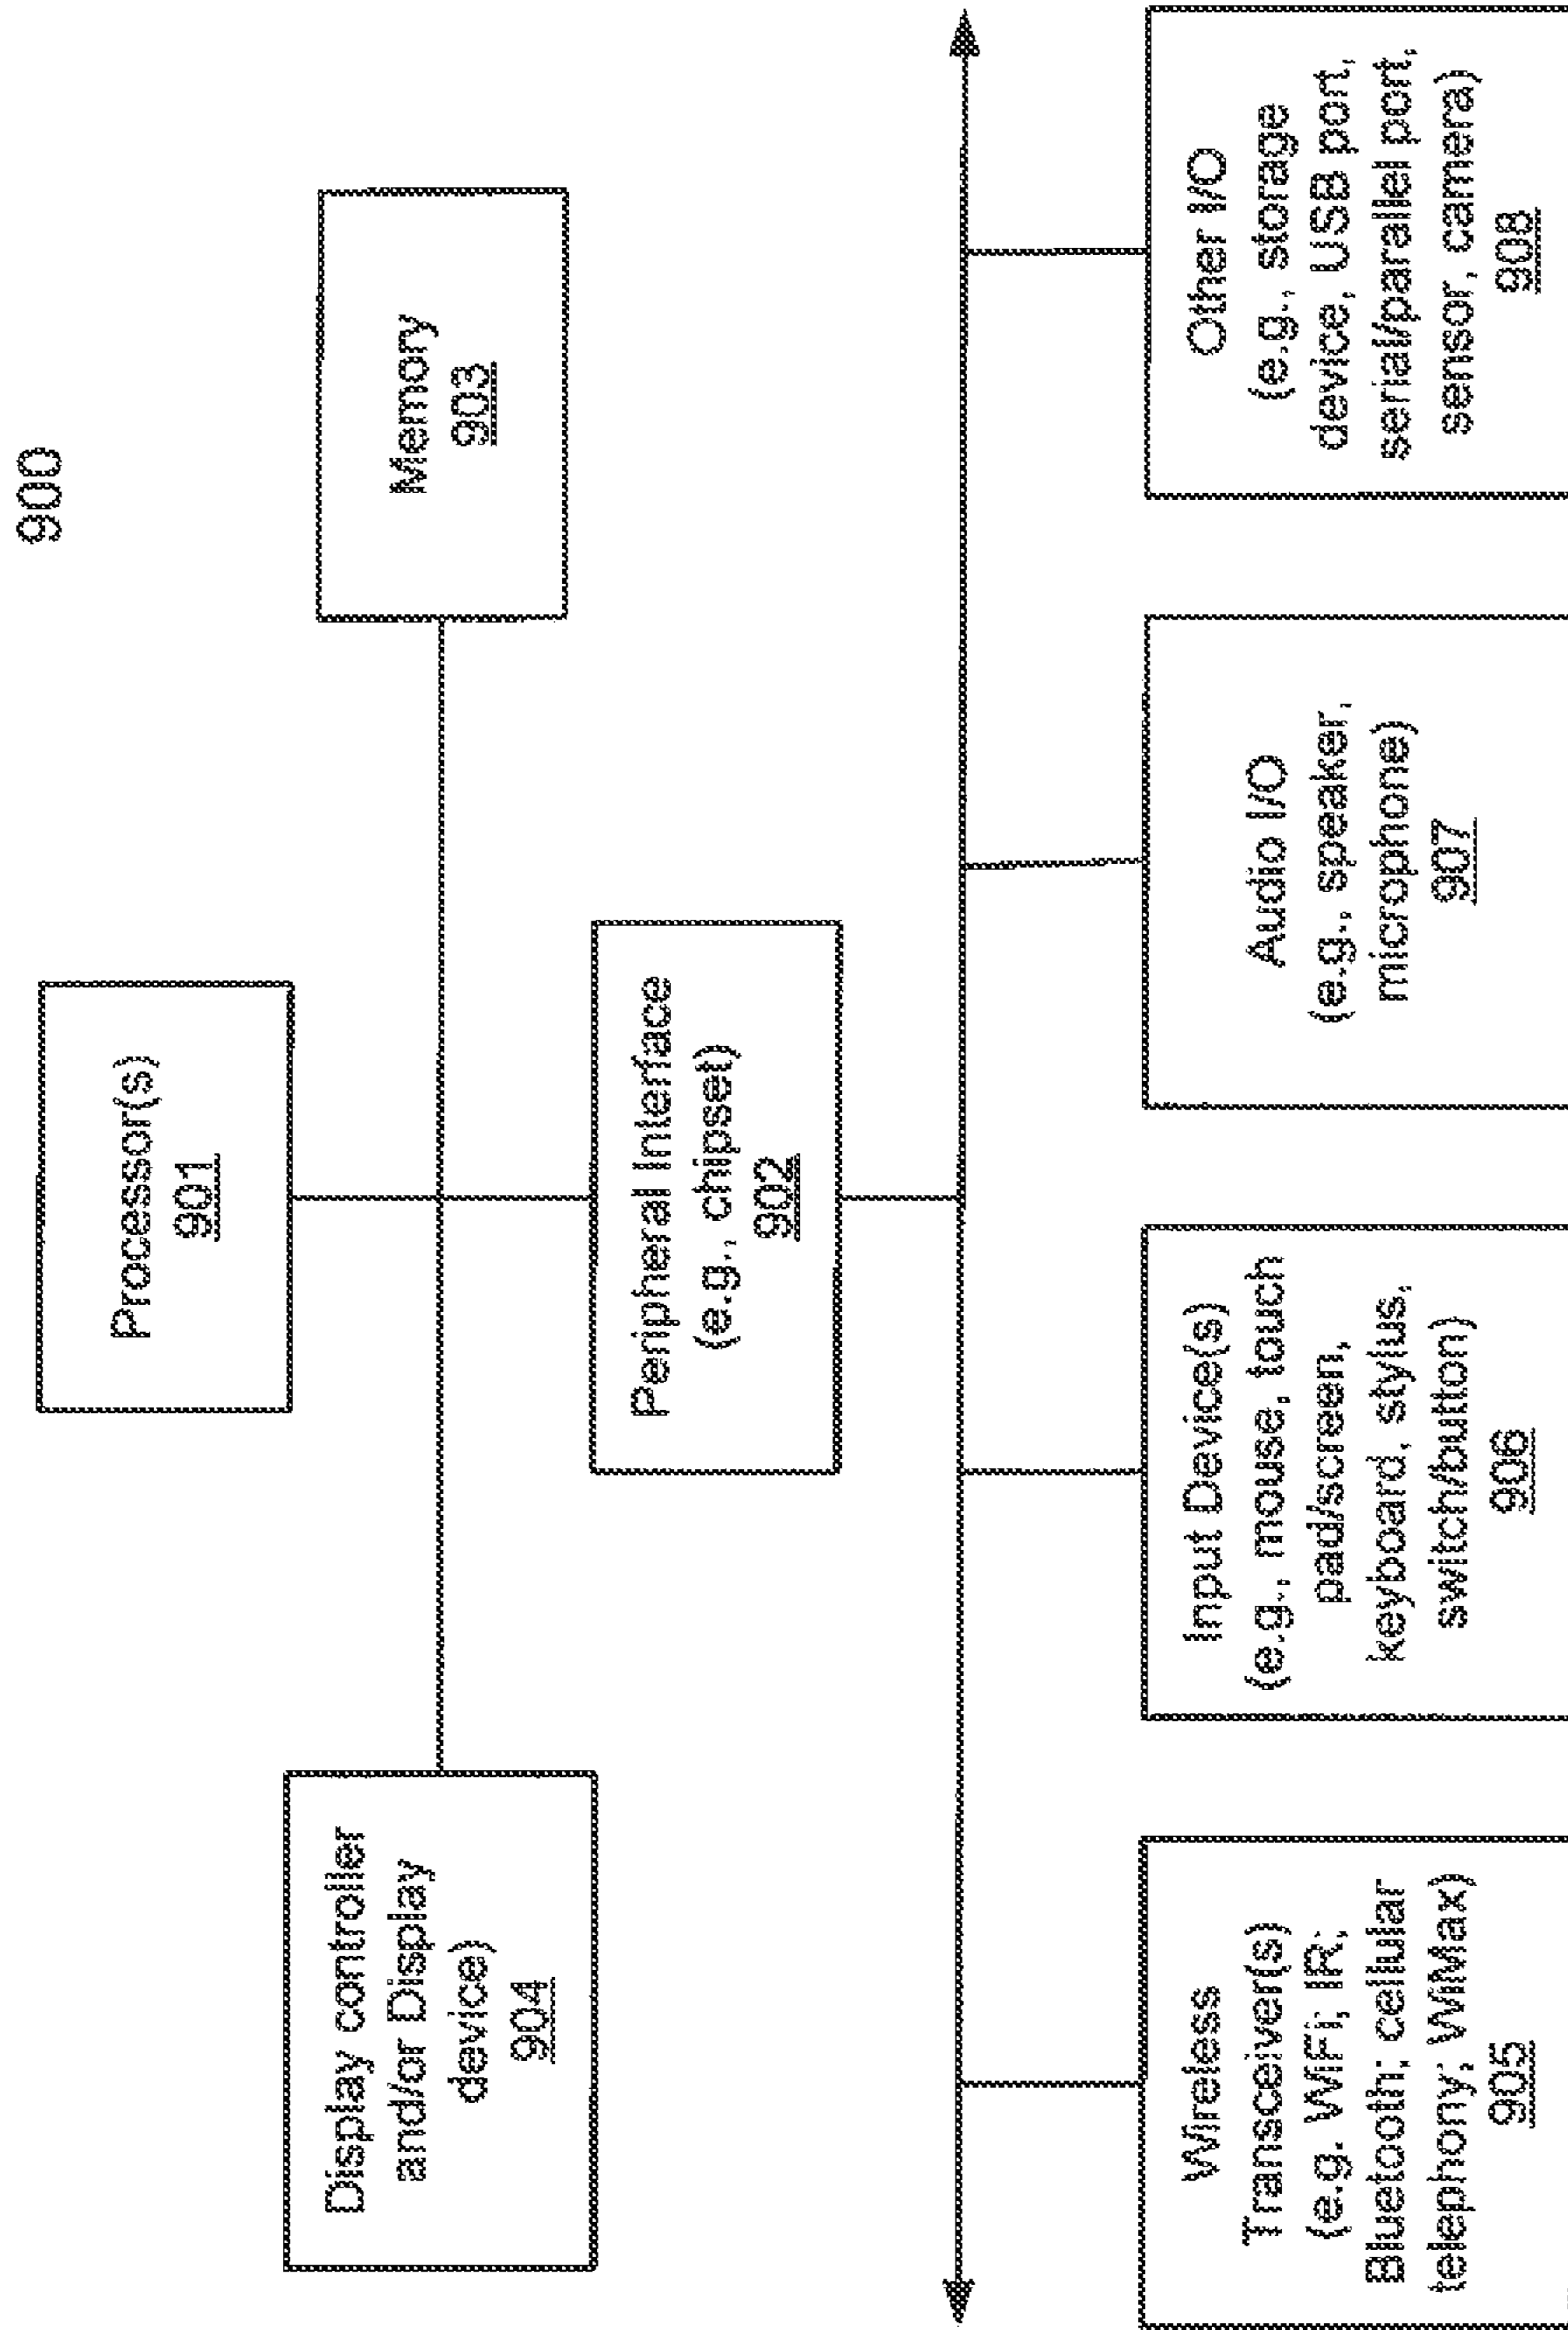 900
Processor(s)
901
Display controller
and/or Display
device)
904
Memory
903
Peripheral Interface
(e.g., chipset)
902
Wireless
Transceiver(s)
(e.g. WiFi; IR;
Bluetooth; cellular
telephony; WiMax)
905
Input Device(s)
(e.g., mouse, touch
pad/screen,
keyboard, stylus,
switch/button)
906
Audio I/O
(e.g., speaker,
microphone)
907
Other I/O
(e.g., storage
device, USB port,
serial/parallel port,
sensor, camera)
908